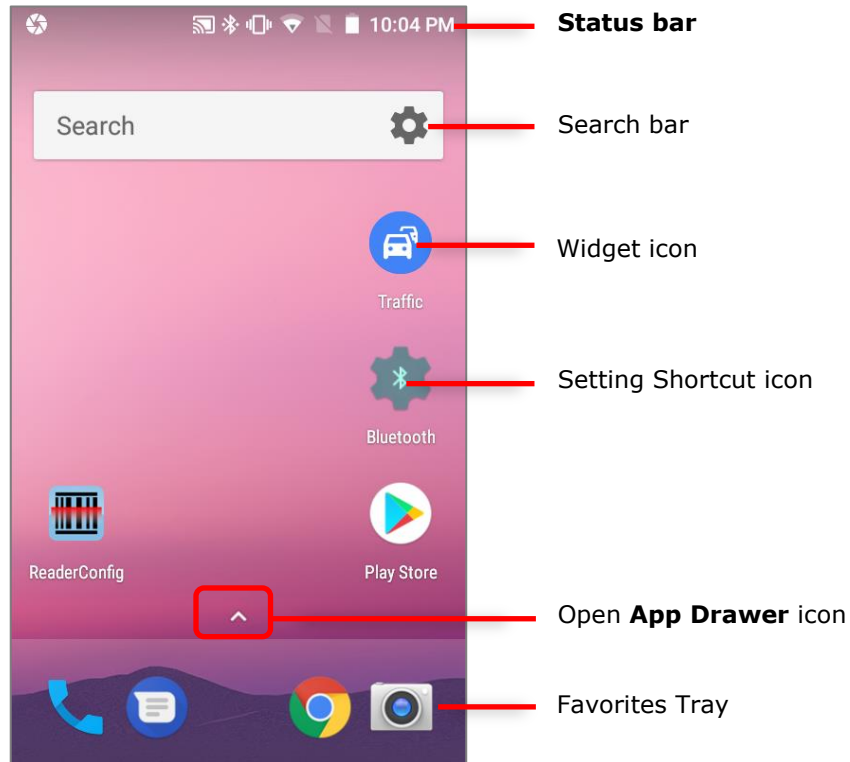 10:04 PM
Status bar
Search
Search bar
Widget icon
Traffic
Setting Shortcut icon
Bluetooth
ReaderConfig
Play Store
Open App Drawer icon
Favorites Tray